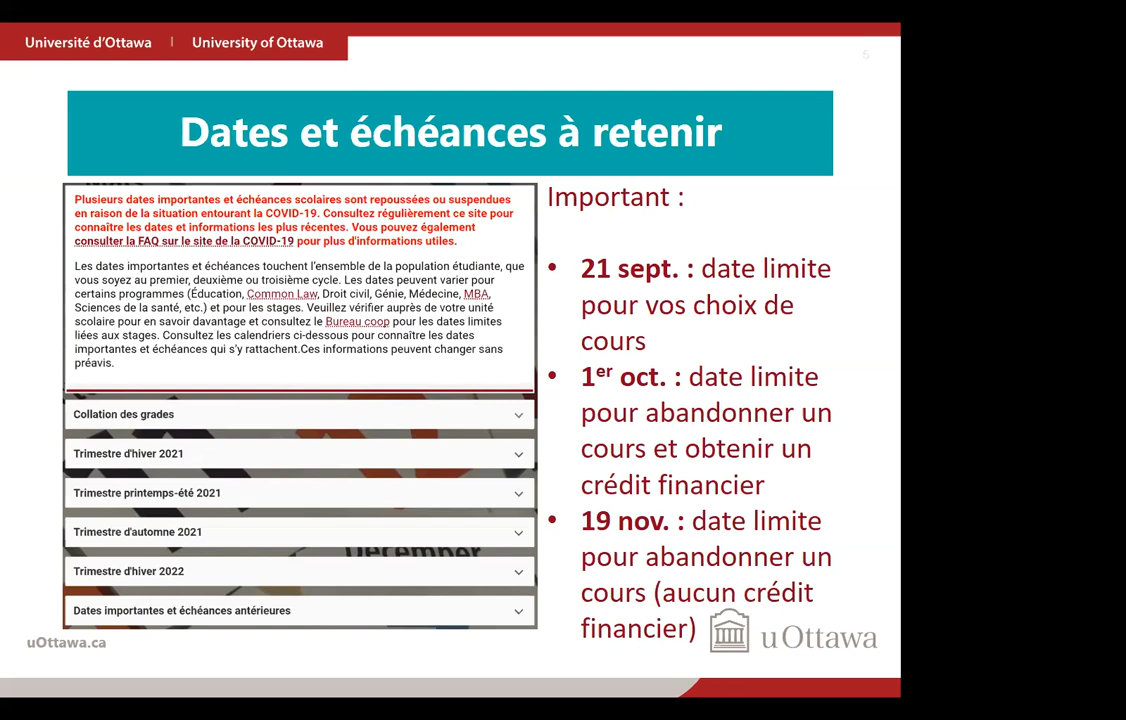 Université d'Ottawa | University of Ottawa
5
Dates et échéances à retenir
Plusieurs dates importantes et échéances scolaires sont repoussées ou suspendues
en raison de la situation entourant la COVID-19. Consultez régulièrement ce site pour
connaître les dates et informations les plus récentes. Vous pouvez également
consulter la FAQ sur le site de la COVID-19 pour plus d'informations utiles.
Les dates importantes et échéances touchent l'ensemble de la population étudiante, que
vous soyez au premier, deuxième ou troisième cycle. Les dates peuvent varier pour
certains programmes (Éducation, Common Law, Droit civil, Génie, Médecine, MBA,
Sciences de la santé, etc.) et pour les stages. Veuillez vérifier auprès de votre unité
scolaire pour en savoir davantage et consultez le Bureau coop pour les dates limites
liées aux stages. Consultez les calendriers ci-dessous pour connaître les dates
importantes et échéances qui s'y rattachent.Ces informations peuvent changer sans
préavis.
Collation des grades
Trimestre d'hiver 2021
Trimestre printemps-été 2021
Trimestre d'automne 2021
December
Trimestre d'hiver 2022
Dates importantes et échéances antérieures
Important :
• 21 sept. : date limite
pour vos choix de
cours
• 1er oct. : date limite
pour abandonner un
cours et obtenir un
crédit financier
• 19 nov. : date limite
pour abandonner un
cours (aucun crédit
financier)
uOttawa.ca
uOttawa